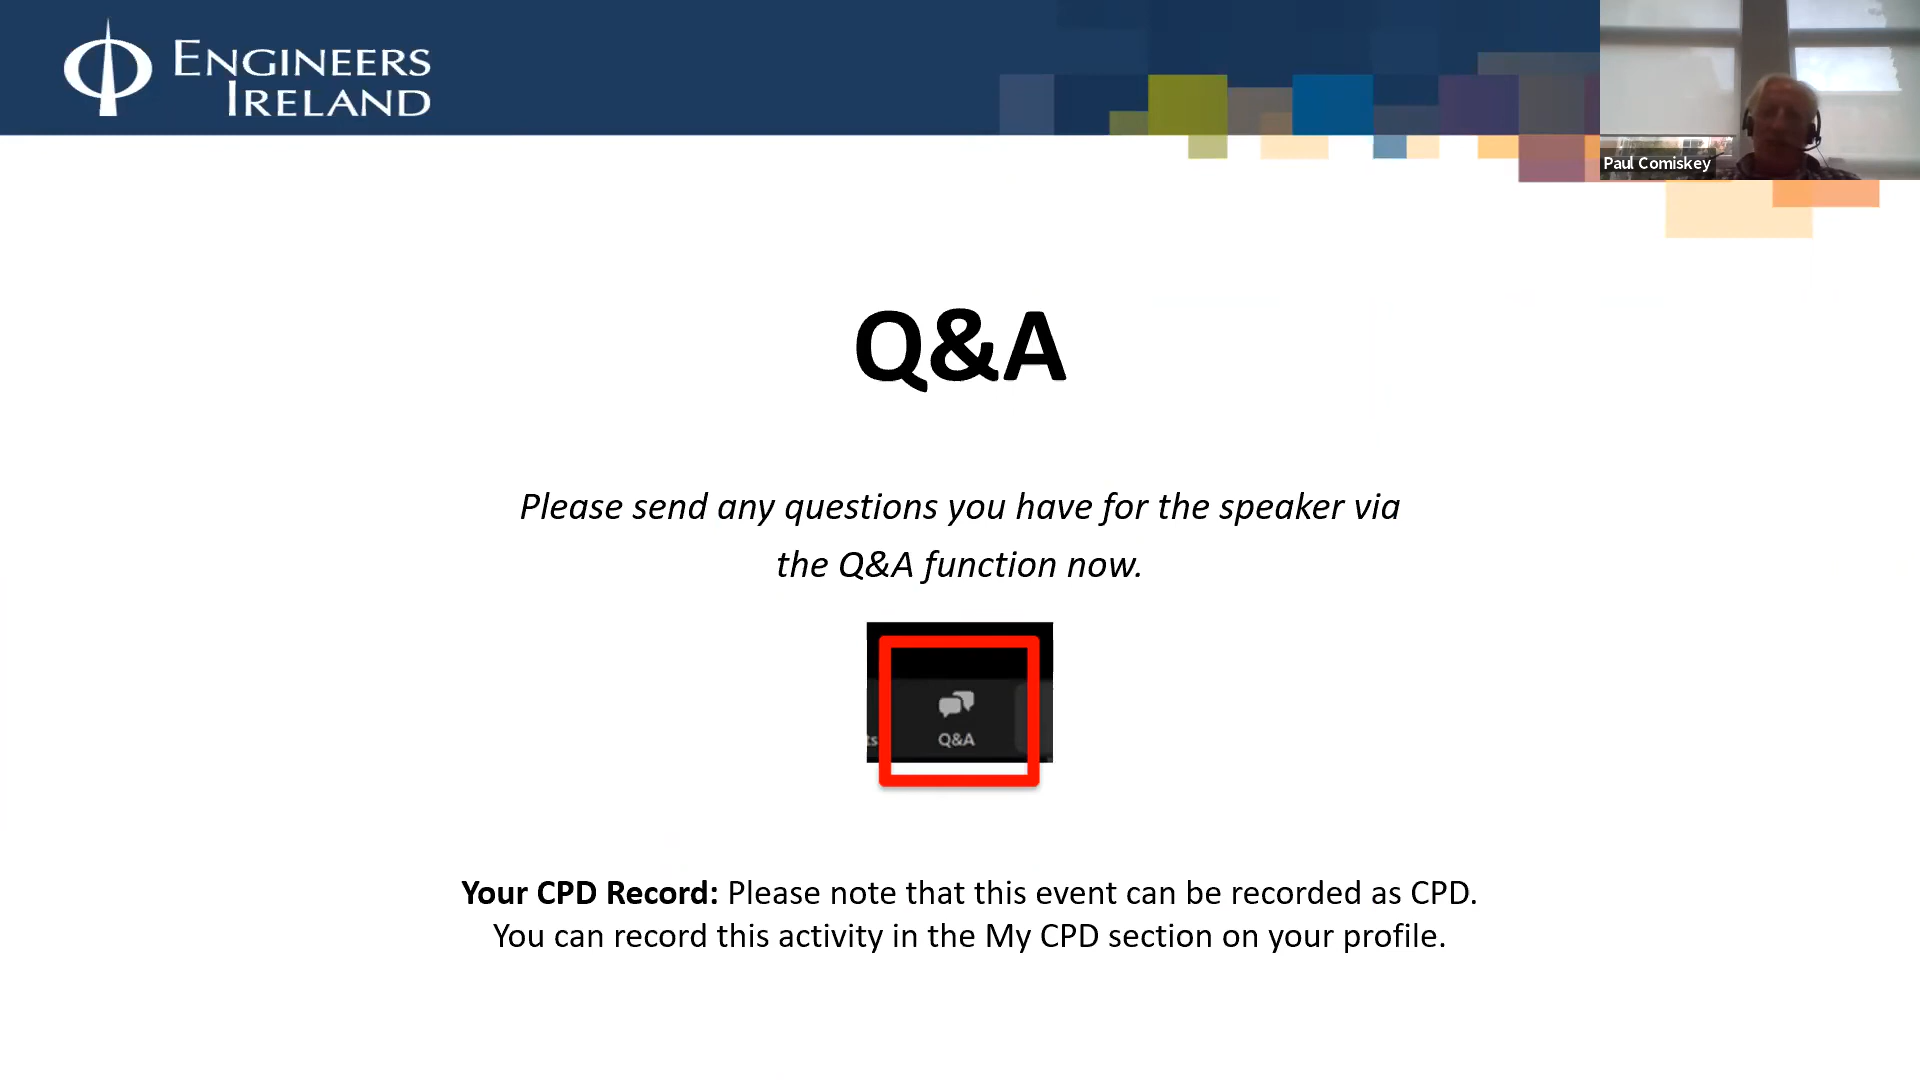 ENGINEERS
IRELAND
Paul Comiskey
Q&A
Please send any questions you have for the speaker via
the Q&A function now.
ts
Q&A
Your CPD Record: Please note that this event can be recorded as CPD.
You can record this activity in the My CPD section on your profile.